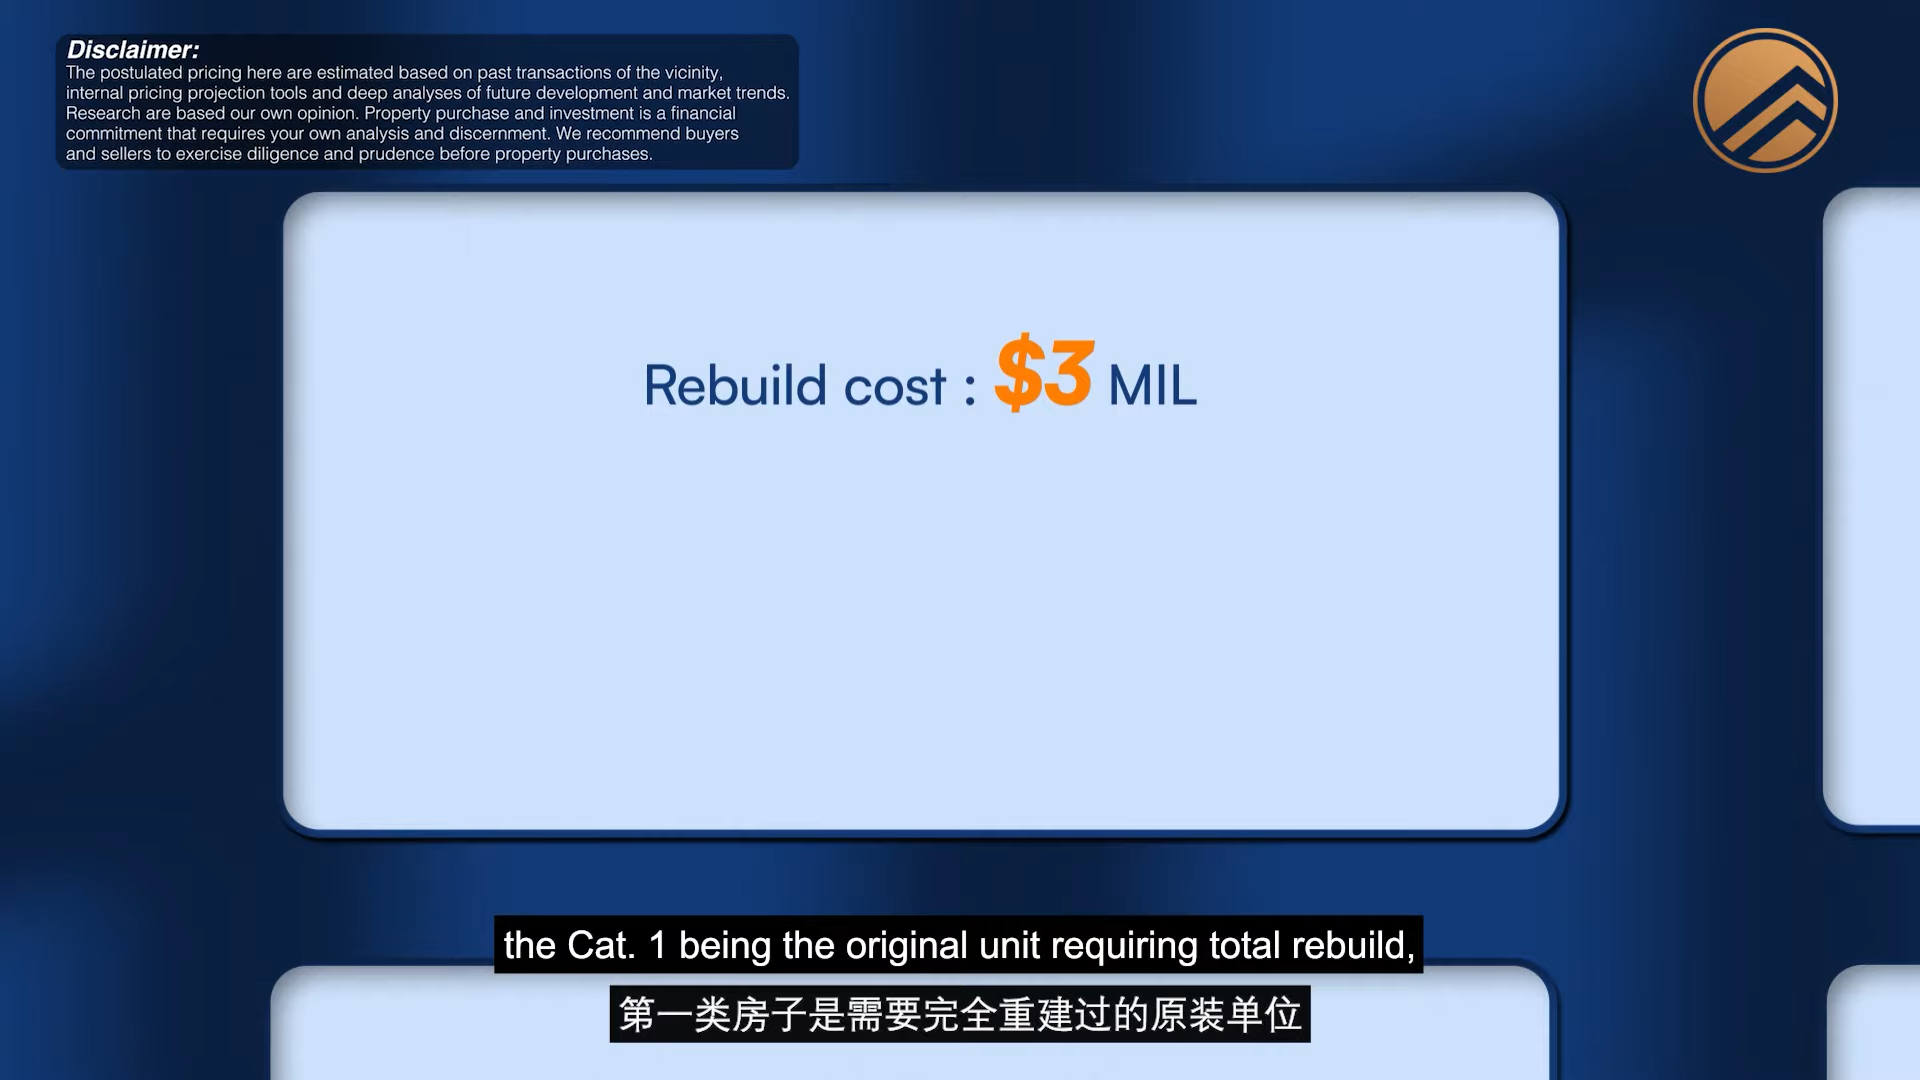 Disclaimer:
The postulated pricing here are estimated based on past transactions of the vicinity,
internal pricing projection tools and deep analyses of future development and market trends.
Research are based our own opinion. Property purchase and investment is a financial
commitment that requires your own analysis and discernment. We recommend buyers
and sellers to exercise diligence and prudence before property purchases.
Rebuild cost : $3 MIL
the Cat. 1 being the original unit requiring total rebuild,
第一类房子是需要完全重建过的原装单位